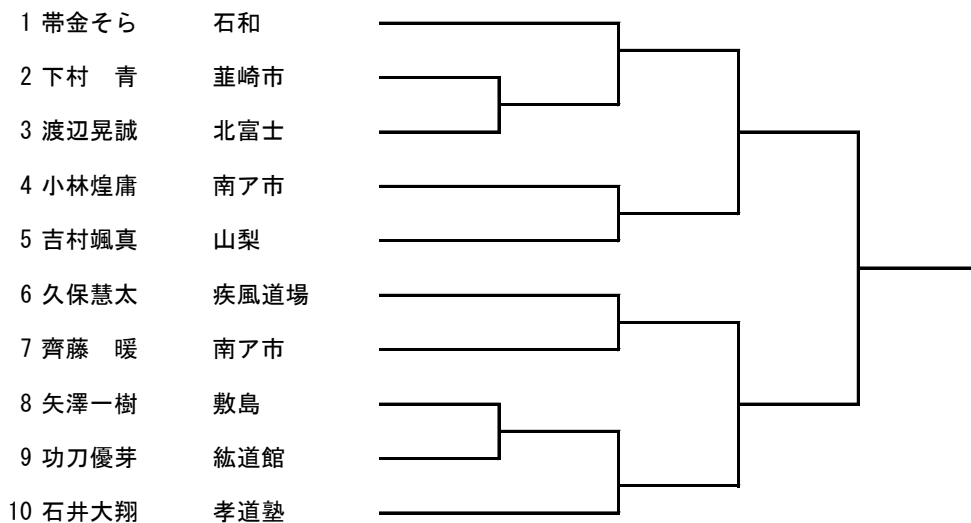 1 帯金そら 石和
2 下村　青 韮崎市
3 渡辺晃誠 北富士
4 小林煌庸 南ア市
5 吉村颯真 山梨
6 久保慧太 疾風道場
7 齊藤　暖 南ア市
8 矢澤一樹 敷島
9 功刀優芽 紘道館
10 石井大翔 孝道塾